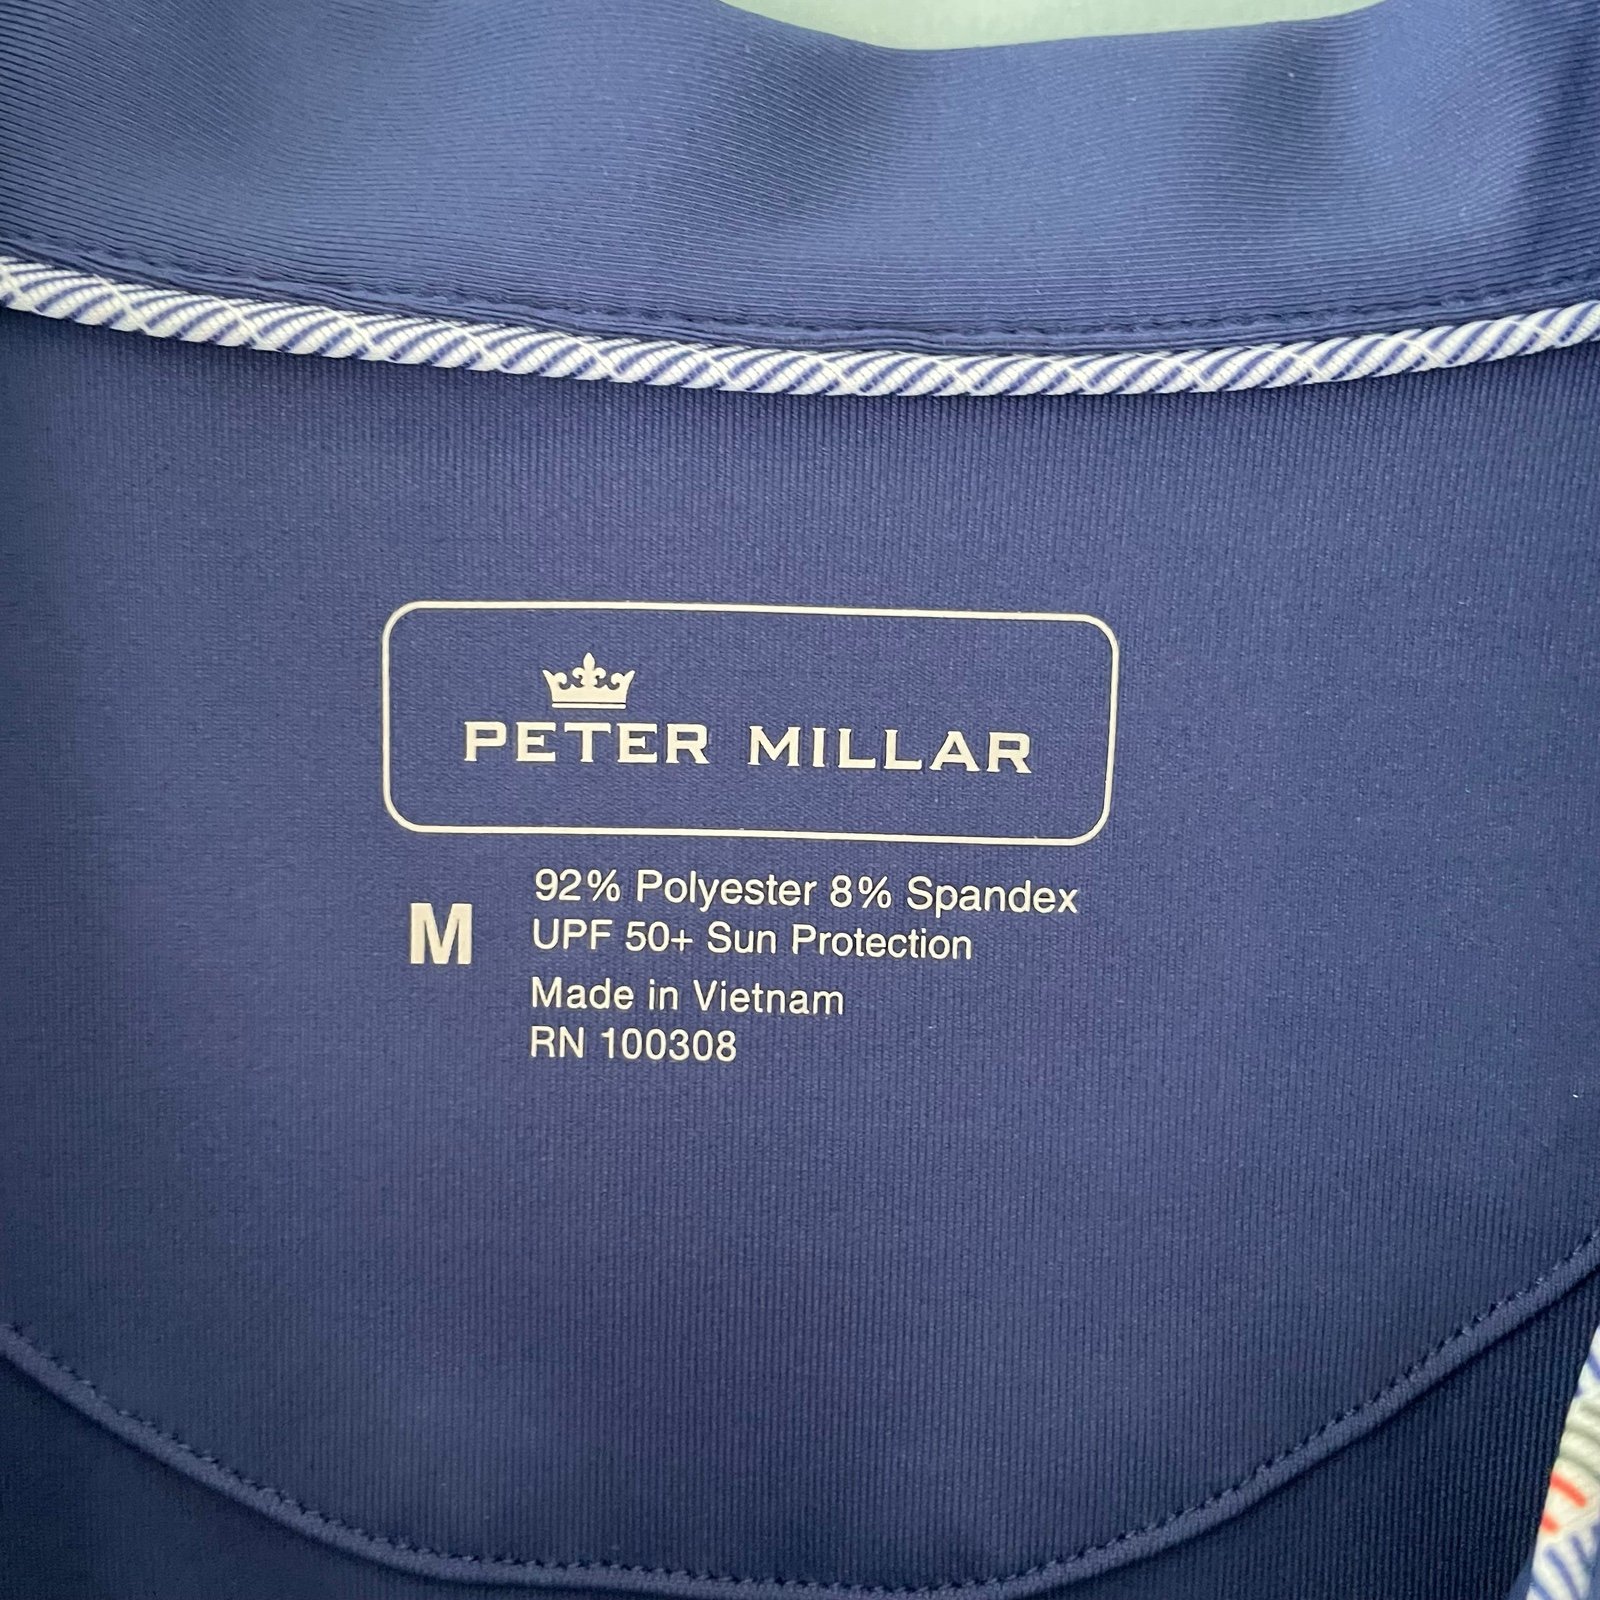 PETER MILLAR
M
92% Polyester 8% Spandex
UPF 50+ Sun Protection
Made in Vietnam
RN 100308